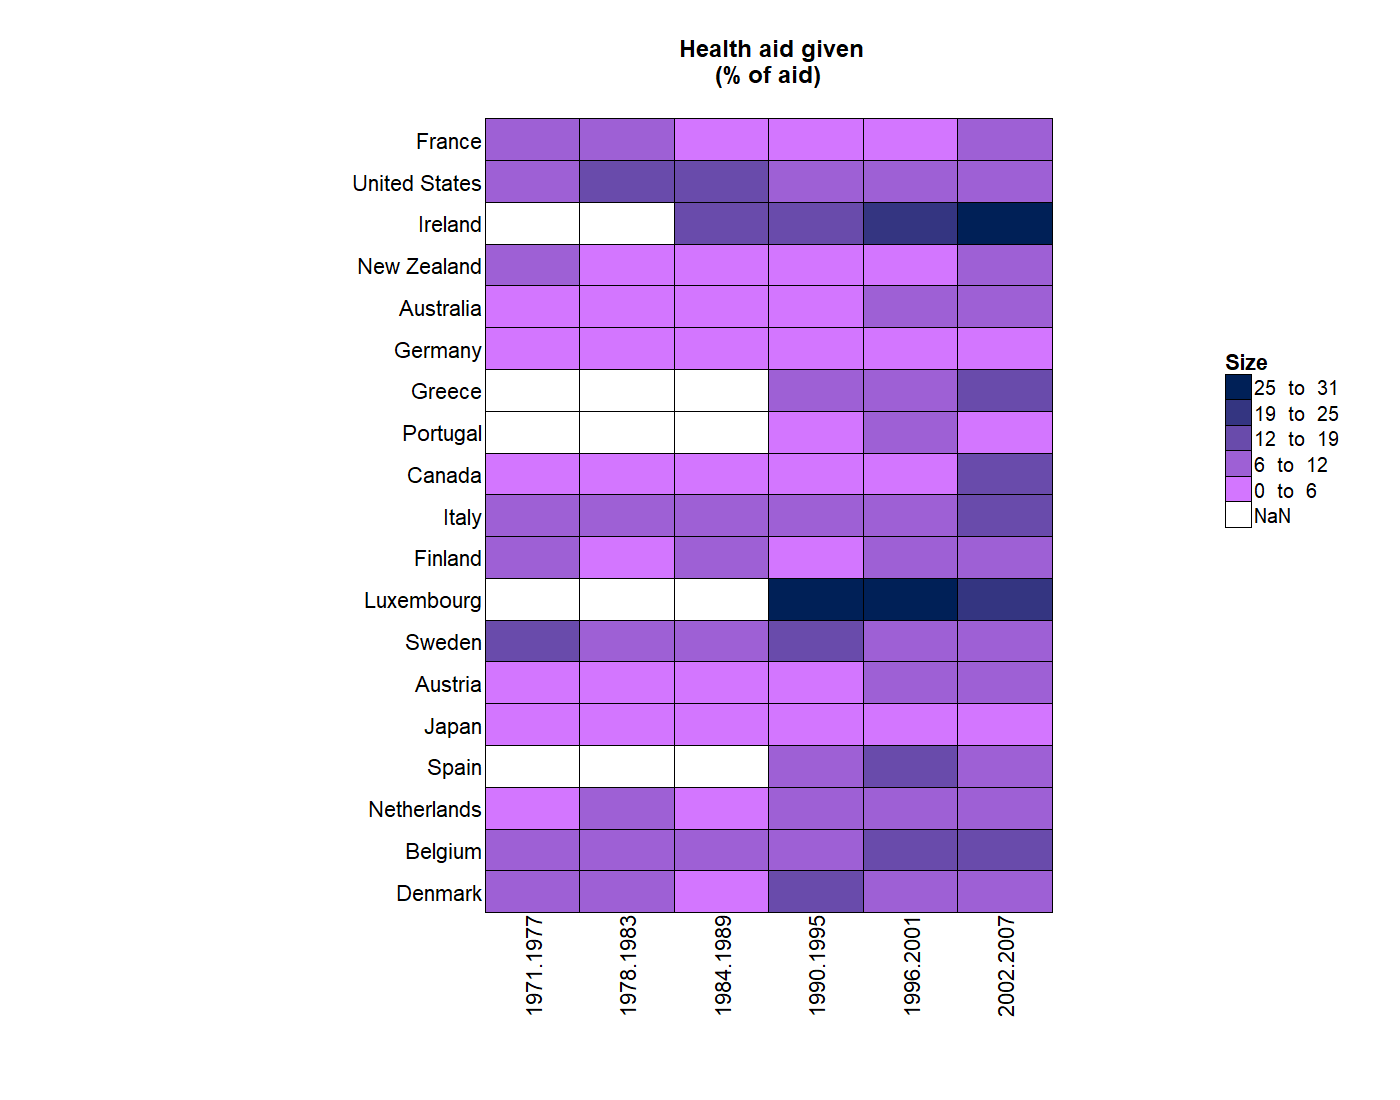 Health aid given
(% of aid)
France
United States
Ireland
New Zealand
Australia
Germany
Greece
Portugal
Canada
Italy
Finland
Luxembourg
Sweden
Austria
Japan
Spain
Netherlands
Belgium
Denmark
1971.1977
1978.1983
1984.1989
1990.1995
1996.2001
2002.2007
Size
25 to 31
19 to 25
12 to 19
6 to 12
0 to 6
NaN